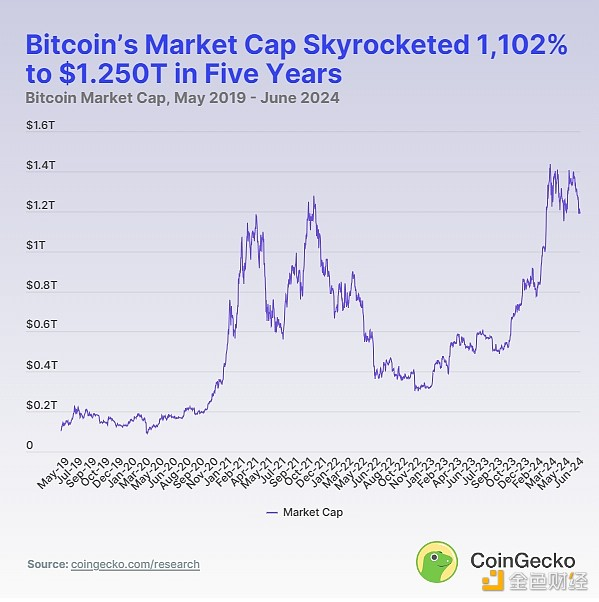 Bitcoin’s Market Cap Skyrocketed 1,102%
to $1.250T in Five Years
Bitcoin Market Cap, May 2019 - June 2024
$1.6T
$1.4T
$1.2T
$1T
$0.8T
$0.6T
$0.4T
$0.2T
0
May-19
Jul-19
Sep-19
Oct-19
Dec-19
Jan-20
Mar-20
May-20
Jun-20
Aug-20
Sep-20
Nov-20
Jan-21
Feb-21
Apr-21
May-21
Jul-21
Sep-21
Oct-21
Dec-21
Jan-22
Mar-22
May-22
Jun-22
Aug-22
Oct-22
Nov-22
Jan-23
Feb-23
Apr-23
Jun-23
Jul-23
Sep-23
Oct-23
Dec-23
Feb-24
Mar-24
May-24
Jun-24
Market Cap
Source: coingecko.com/research
CoinGecko
金色财经